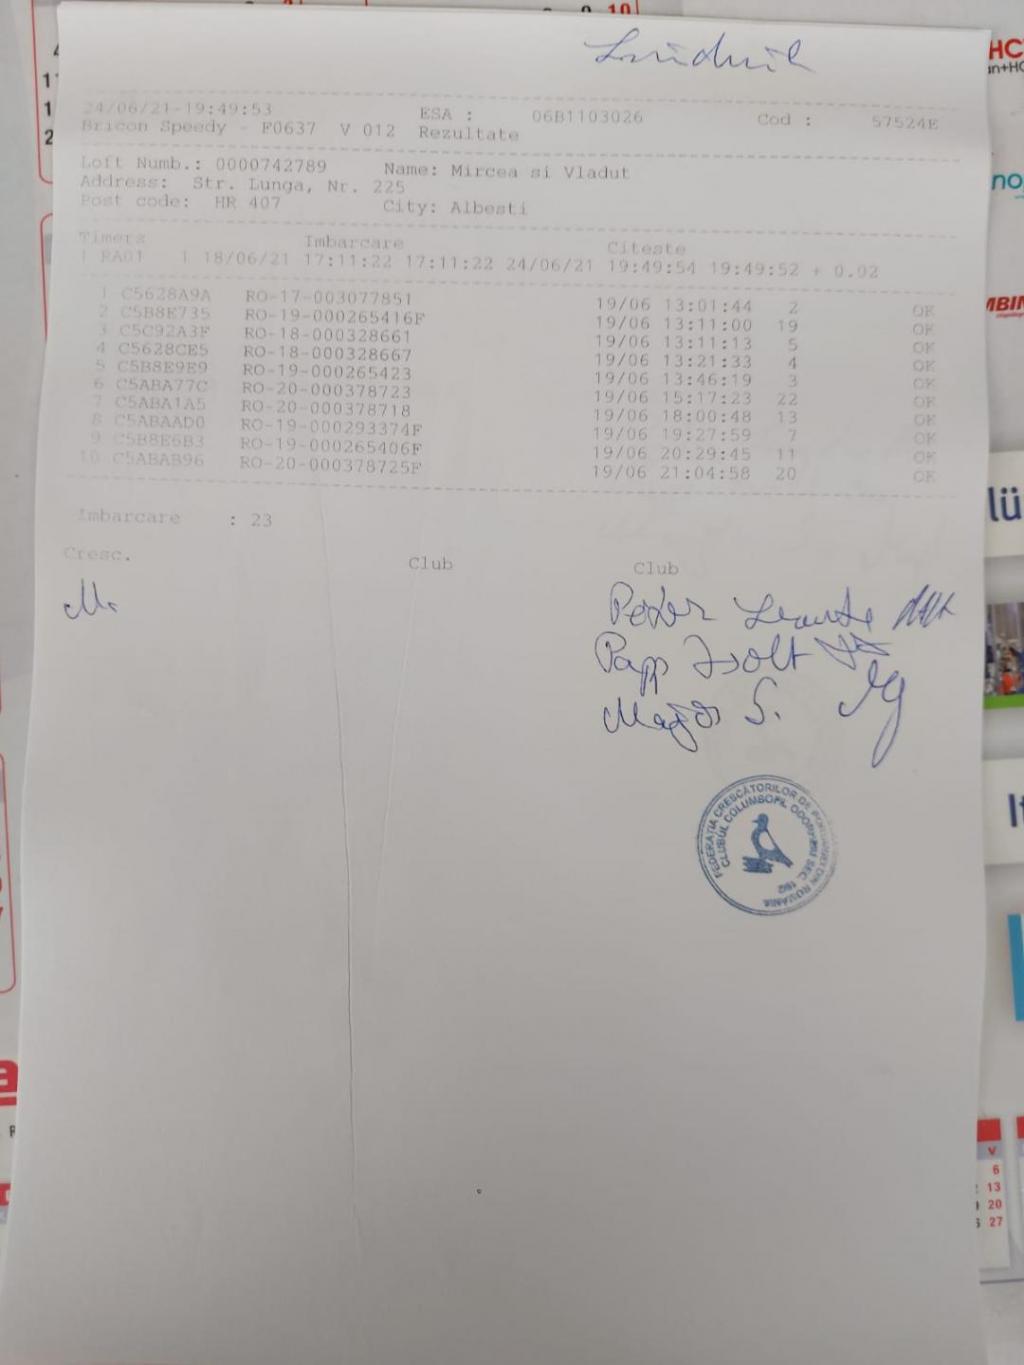 24/06/21-19:49:53 ESA : 06B1103026 Cod : 57524E
Bricon Speedy - F0637 V 012 Rezultate
Loft Numb.: 0000742789 Name: Mircea si Vladut
Address: Str. Lunga, Nr. 225
Post code: HR 407 City: Albesti
Timers Imbarcare Citeste
1 RA01 1 18/06/21 17:11:22 17:11:22 24/06/21 19:49:54 19:49:52 + 0.02
1 C5628A9A RO-17-003077851 19/06 13:01:44 2 OK
2 C5B8E735 RO-19-000265416F 19/06 13:11:00 19 OK
3 C5C92A3F RO-18-000328661 19/06 13:11:13 5 OK
4 C5628CE5 RO-18-000328667 19/06 13:21:33 4 OK
5 C5B8E9E9 RO-19-000265423 19/06 13:46:19 3 OK
6 C5ABA77C RO-20-000378723 19/06 15:17:23 22 OK
7 C5ABA1A5 RO-20-000378718 19/06 18:00:48 13 OK
8 C5ABAAD0 RO-19-000293374F 19/06 19:27:59 7 OK
9 C5B8E6B3 RO-19-000265406F 19/06 20:29:45 11 OK
10 C5ABAB96 RO-20-000378725F 19/06 21:04:58 20 OK
Imbarcare : 23
Cresc. Club Club
Papp Zsolt
Major S.
FEDERAȚIA CRESCĂTORILOR DE DIN ROMÂNIA
CLUBUL COLUMBOFIL SEC.